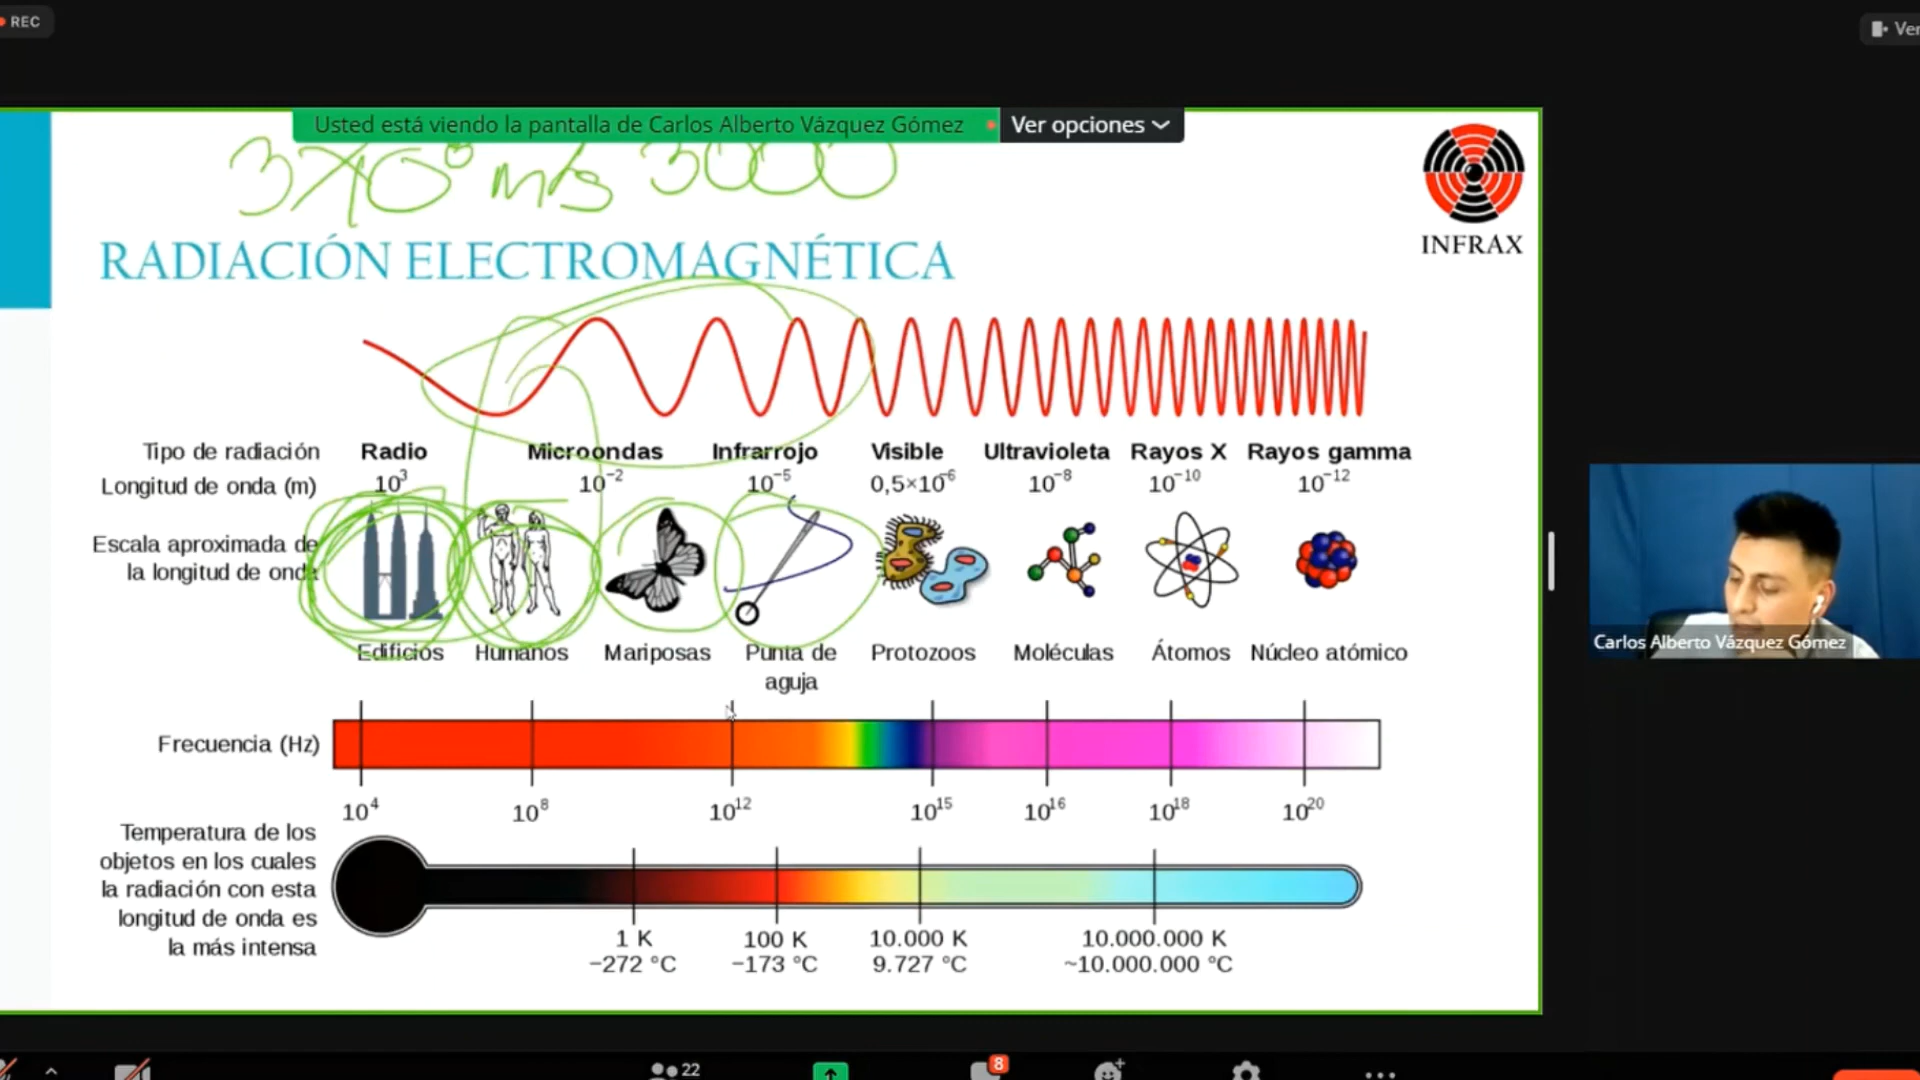 REC
Ver
Usted está viendo la pantalla de Carlos Alberto Vázquez Gómez
Ver opciones
3x10⁸ m/s 3000
INFRAX
RADIACIÓN ELECTROMAGNÉTICA
Tipo de radiación Radio Microondas Infrarrojo Visible Ultravioleta Rayos X Rayos gamma
Longitud de onda (m) 10³ 10⁻² 10⁻⁵ 0,5×10⁻⁶ 10⁻⁸ 10⁻¹⁰ 10⁻¹²
Escala aproximada de
la longitud de onda
Edificios Humanos Mariposas Punta de aguja Protozoos Moléculas Átomos Núcleo atómico
Carlos Alberto Vázquez Gómez
Frecuencia (Hz)
10⁴ 10⁸ 10¹² 10¹⁵ 10¹⁶ 10¹⁸ 10²⁰
Temperatura de los
objetos en los cuales
la radiación con esta
longitud de onda es
la más intensa
1 K 100 K 10.000 K 10.000.000 K
−272 °C −173 °C 9.727 °C ~10.000.000 °C
22
8